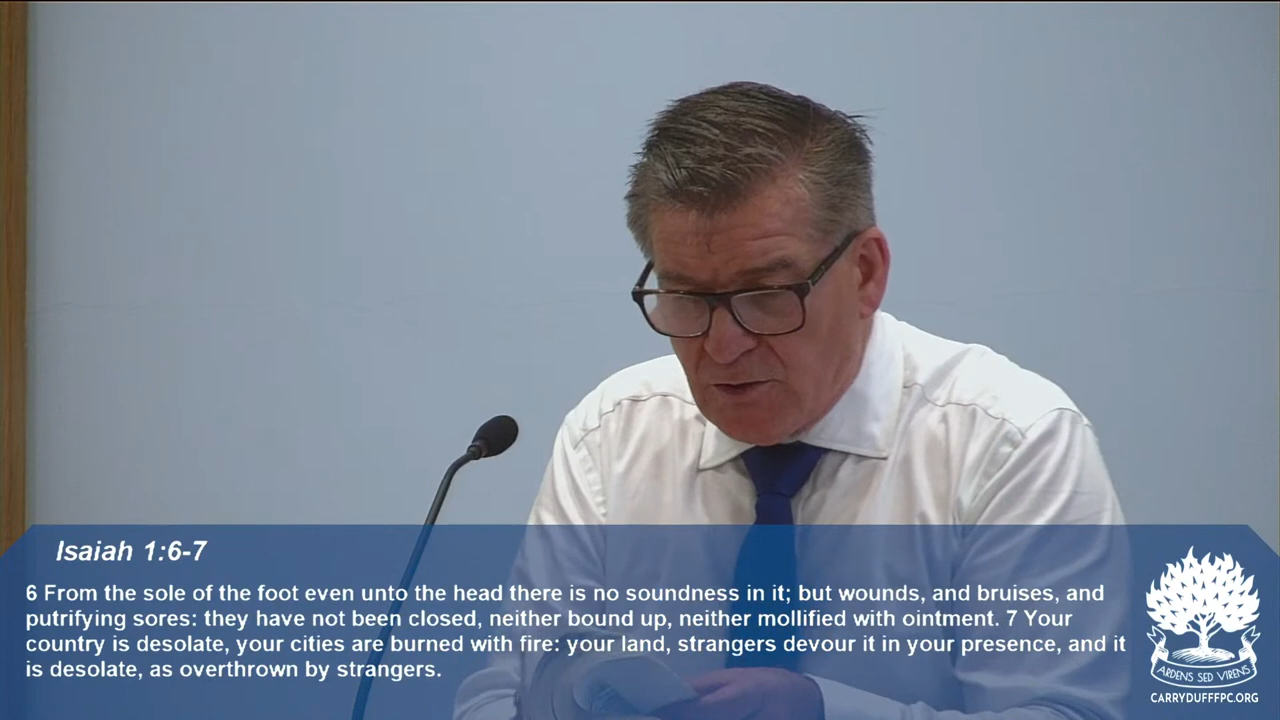 Isaiah 1:6-7
6 From the sole of the foot even unto the head there is no soundness in it; but wounds, and bruises, and
putrifying sores: they have not been closed, neither bound up, neither mollified with ointment. 7 Your
country is desolate, your cities are burned with fire: your land, strangers devour it in your presence, and it
is desolate, as overthrown by strangers.
ARDENS SED VIRENS
CARRYDUFFFPC.ORG